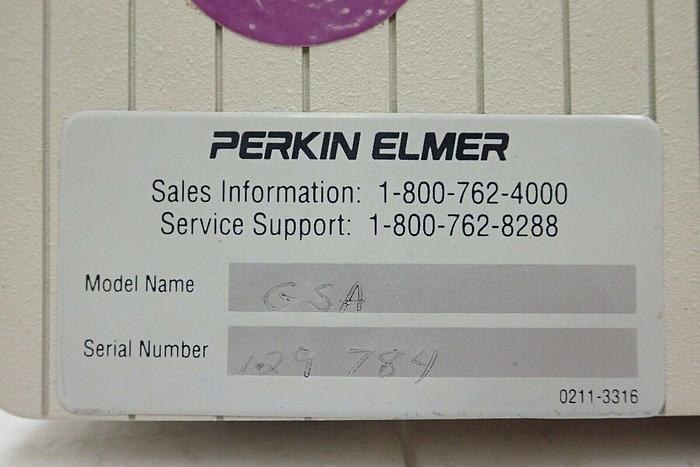 PERKIN ELMER
Sales Information: 1-800-762-4000
Service Support: 1-800-762-8288
Model Name GSA
Serial Number 129 784
0211-3316